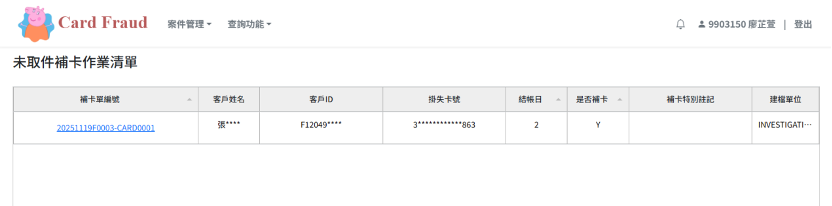 Card Fraud 案件管理 查詢功能 9903150 廖芷萱 | 登出
未取件補卡作業清單
補卡單編號 客戶姓名 客戶ID 掛失卡號 結帳日 是否補卡 補卡特別註記 建檔單位
20251119F0003-CARD0001 張**** F12049**** 3************863 2 Y INVESTIGATI…